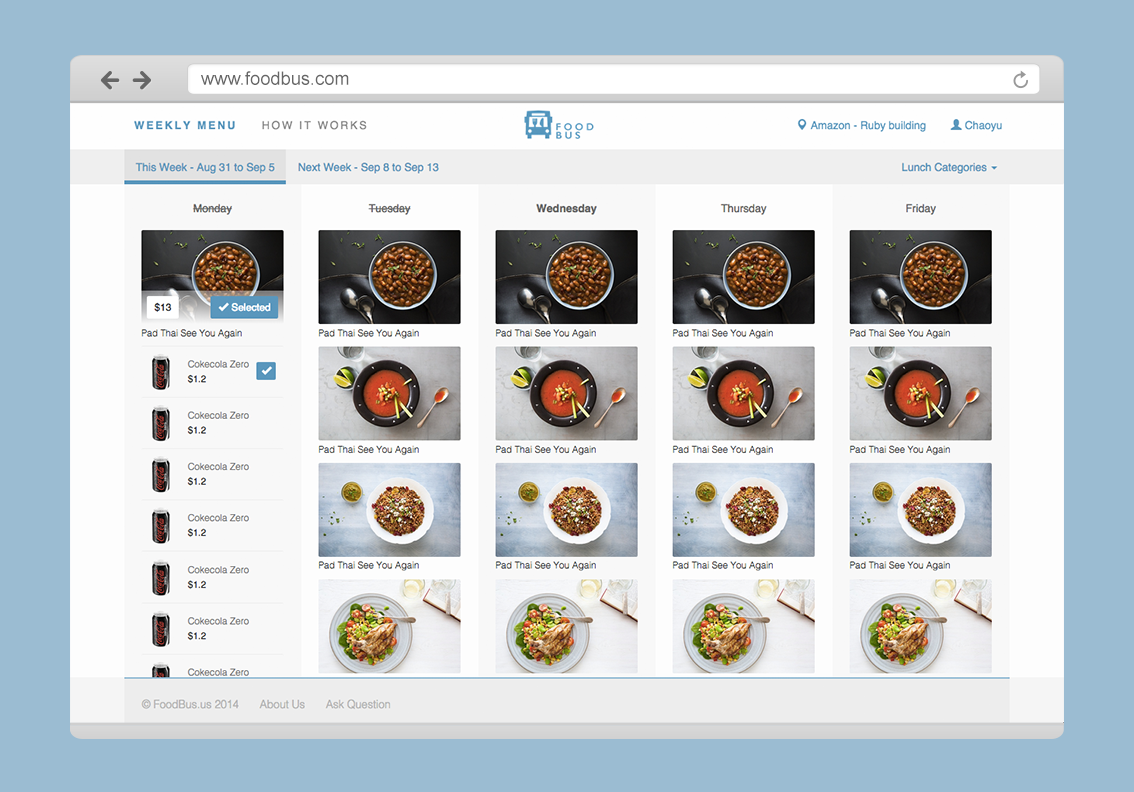 www.foodbus.com
WEEKLY MENU HOW IT WORKS
FOOD
BUS
Amazon - Ruby building Chaoyu
This Week - Aug 31 to Sep 5 Next Week - Sep 8 to Sep 13 Lunch Categories
Monday Tuesday Wednesday Thursday Friday
$13 Selected
Pad Thai See You Again Pad Thai See You Again Pad Thai See You Again Pad Thai See You Again Pad Thai See You Again
Cokecola Zero
$1.2
Cokecola Zero
$1.2
Pad Thai See You Again Pad Thai See You Again Pad Thai See You Again Pad Thai See You Again
Cokecola Zero
$1.2
Cokecola Zero
$1.2
Pad Thai See You Again Pad Thai See You Again Pad Thai See You Again Pad Thai See You Again
Cokecola Zero
$1.2
Cokecola Zero
$1.2
Cokecola Zero
© FoodBus.us 2014 About Us Ask Question